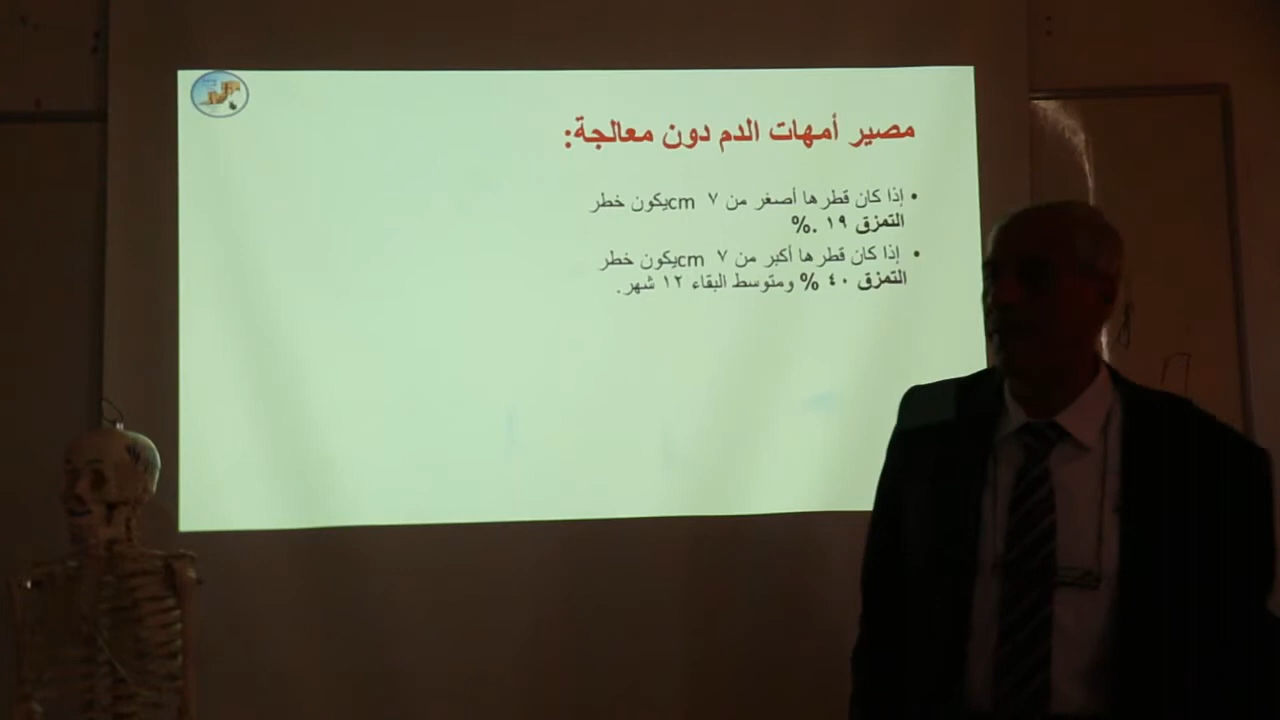 مصير أمهات الدم دون معالجة:
• إذا كان قطرها أصغر من ٧ cmيكون خطر
التمزق ١٩ .%
• إذا كان قطرها أكبر من ٧ cmيكون خطر
التمزق ٤٠ % ومتوسط البقاء ١٢ شهر.